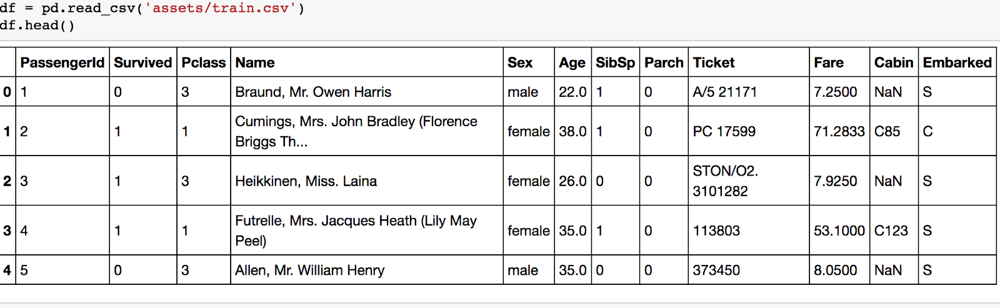 df = pd.read_csv('assets/train.csv')
df.head()
PassengerId Survived Pclass Name Sex Age SibSp Parch Ticket Fare Cabin Embarked
0 1 0 3 Braund, Mr. Owen Harris male 22.0 1 0 A/5 21171 7.2500 NaN S
1 2 1 1 Cumings, Mrs. John Bradley (Florence
Briggs Th... female 38.0 1 0 PC 17599 71.2833 C85 C
2 3 1 3 Heikkinen, Miss. Laina female 26.0 0 0 STON/O2.
3101282 7.9250 NaN S
3 4 1 1 Futrelle, Mrs. Jacques Heath (Lily May
Peel) female 35.0 1 0 113803 53.1000 C123 S
4 5 0 3 Allen, Mr. William Henry male 35.0 0 0 373450 8.0500 NaN S